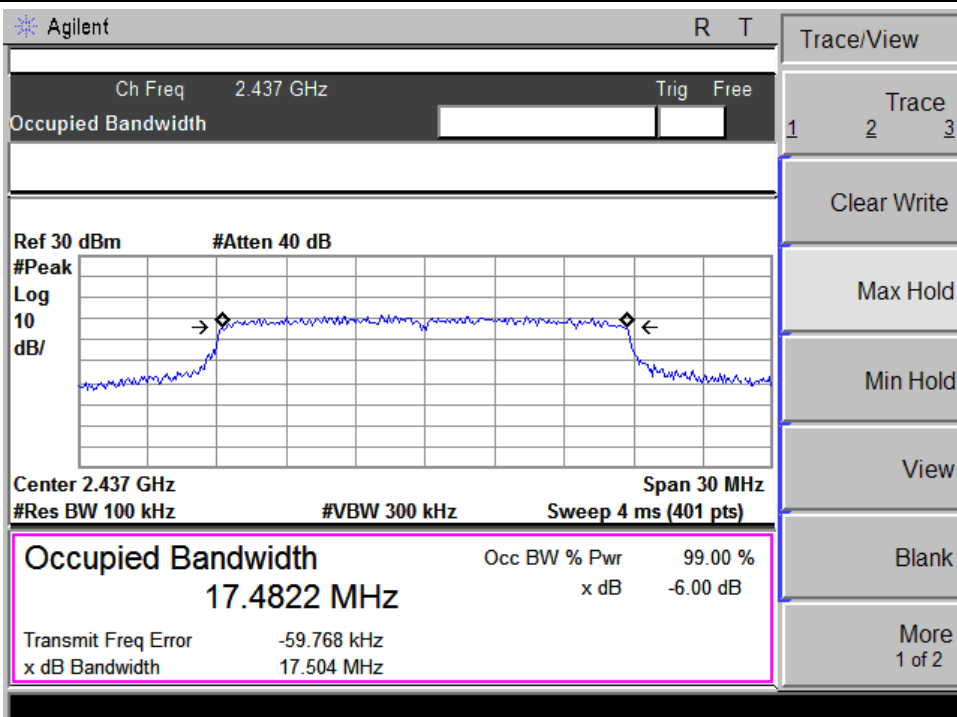 Agilent R T
Trace/View
Ch Freq 2.437 GHz Trig Free
Occupied Bandwidth
Trace
1 2 3
Clear Write
Ref 30 dBm #Atten 40 dB
#Peak
Log
10
dB/
Max Hold
Min Hold
View
Center 2.437 GHz Span 30 MHz
#Res BW 100 kHz #VBW 300 kHz Sweep 4 ms (401 pts)
Blank
Occupied Bandwidth Occ BW % Pwr 99.00 %
17.4822 MHz x dB -6.00 dB
Transmit Freq Error -59.768 kHz
x dB Bandwidth 17.504 MHz
More
1 of 2